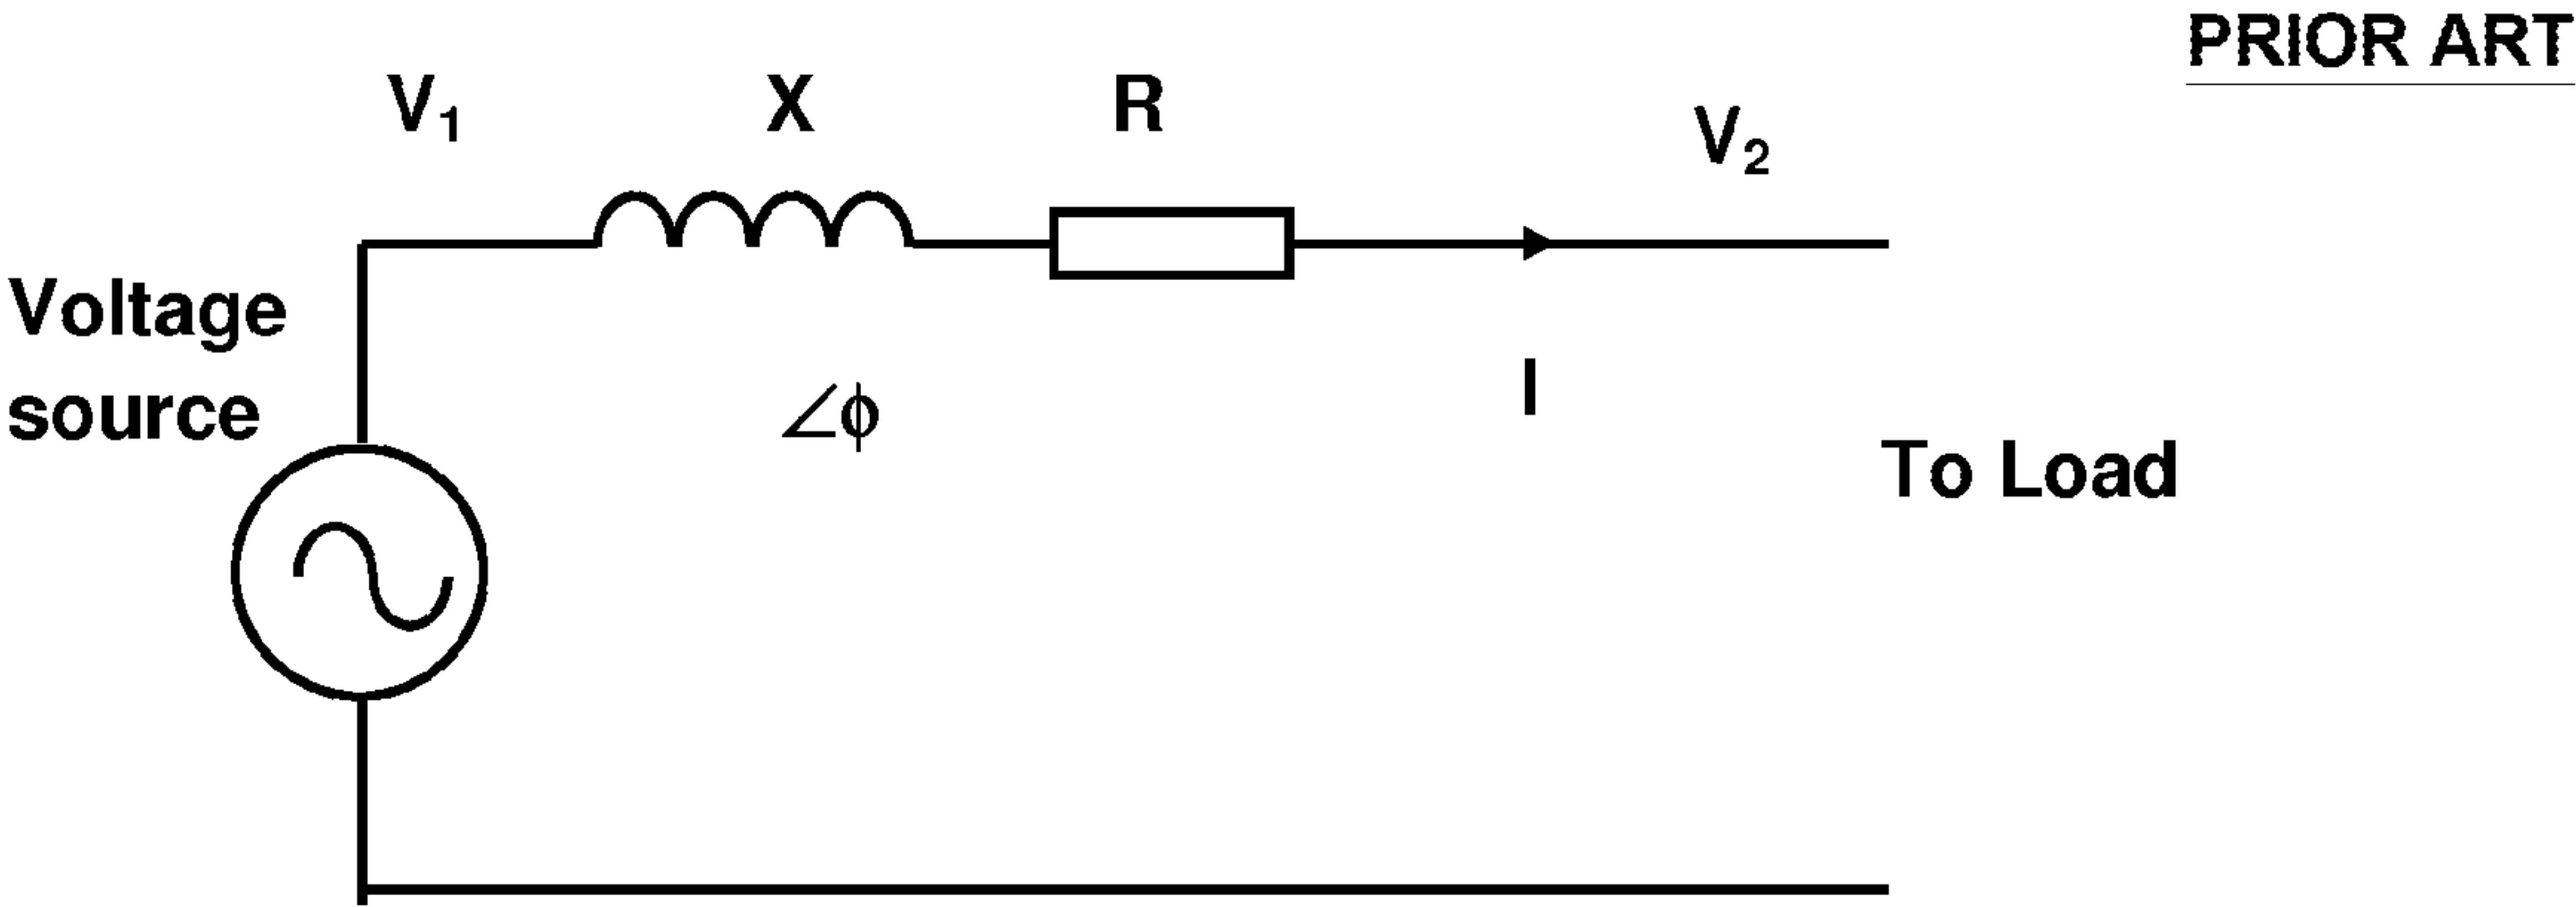 PRIOR ART
V₁
X
R
V₂
Voltage
source
∠ϕ
I
To Load